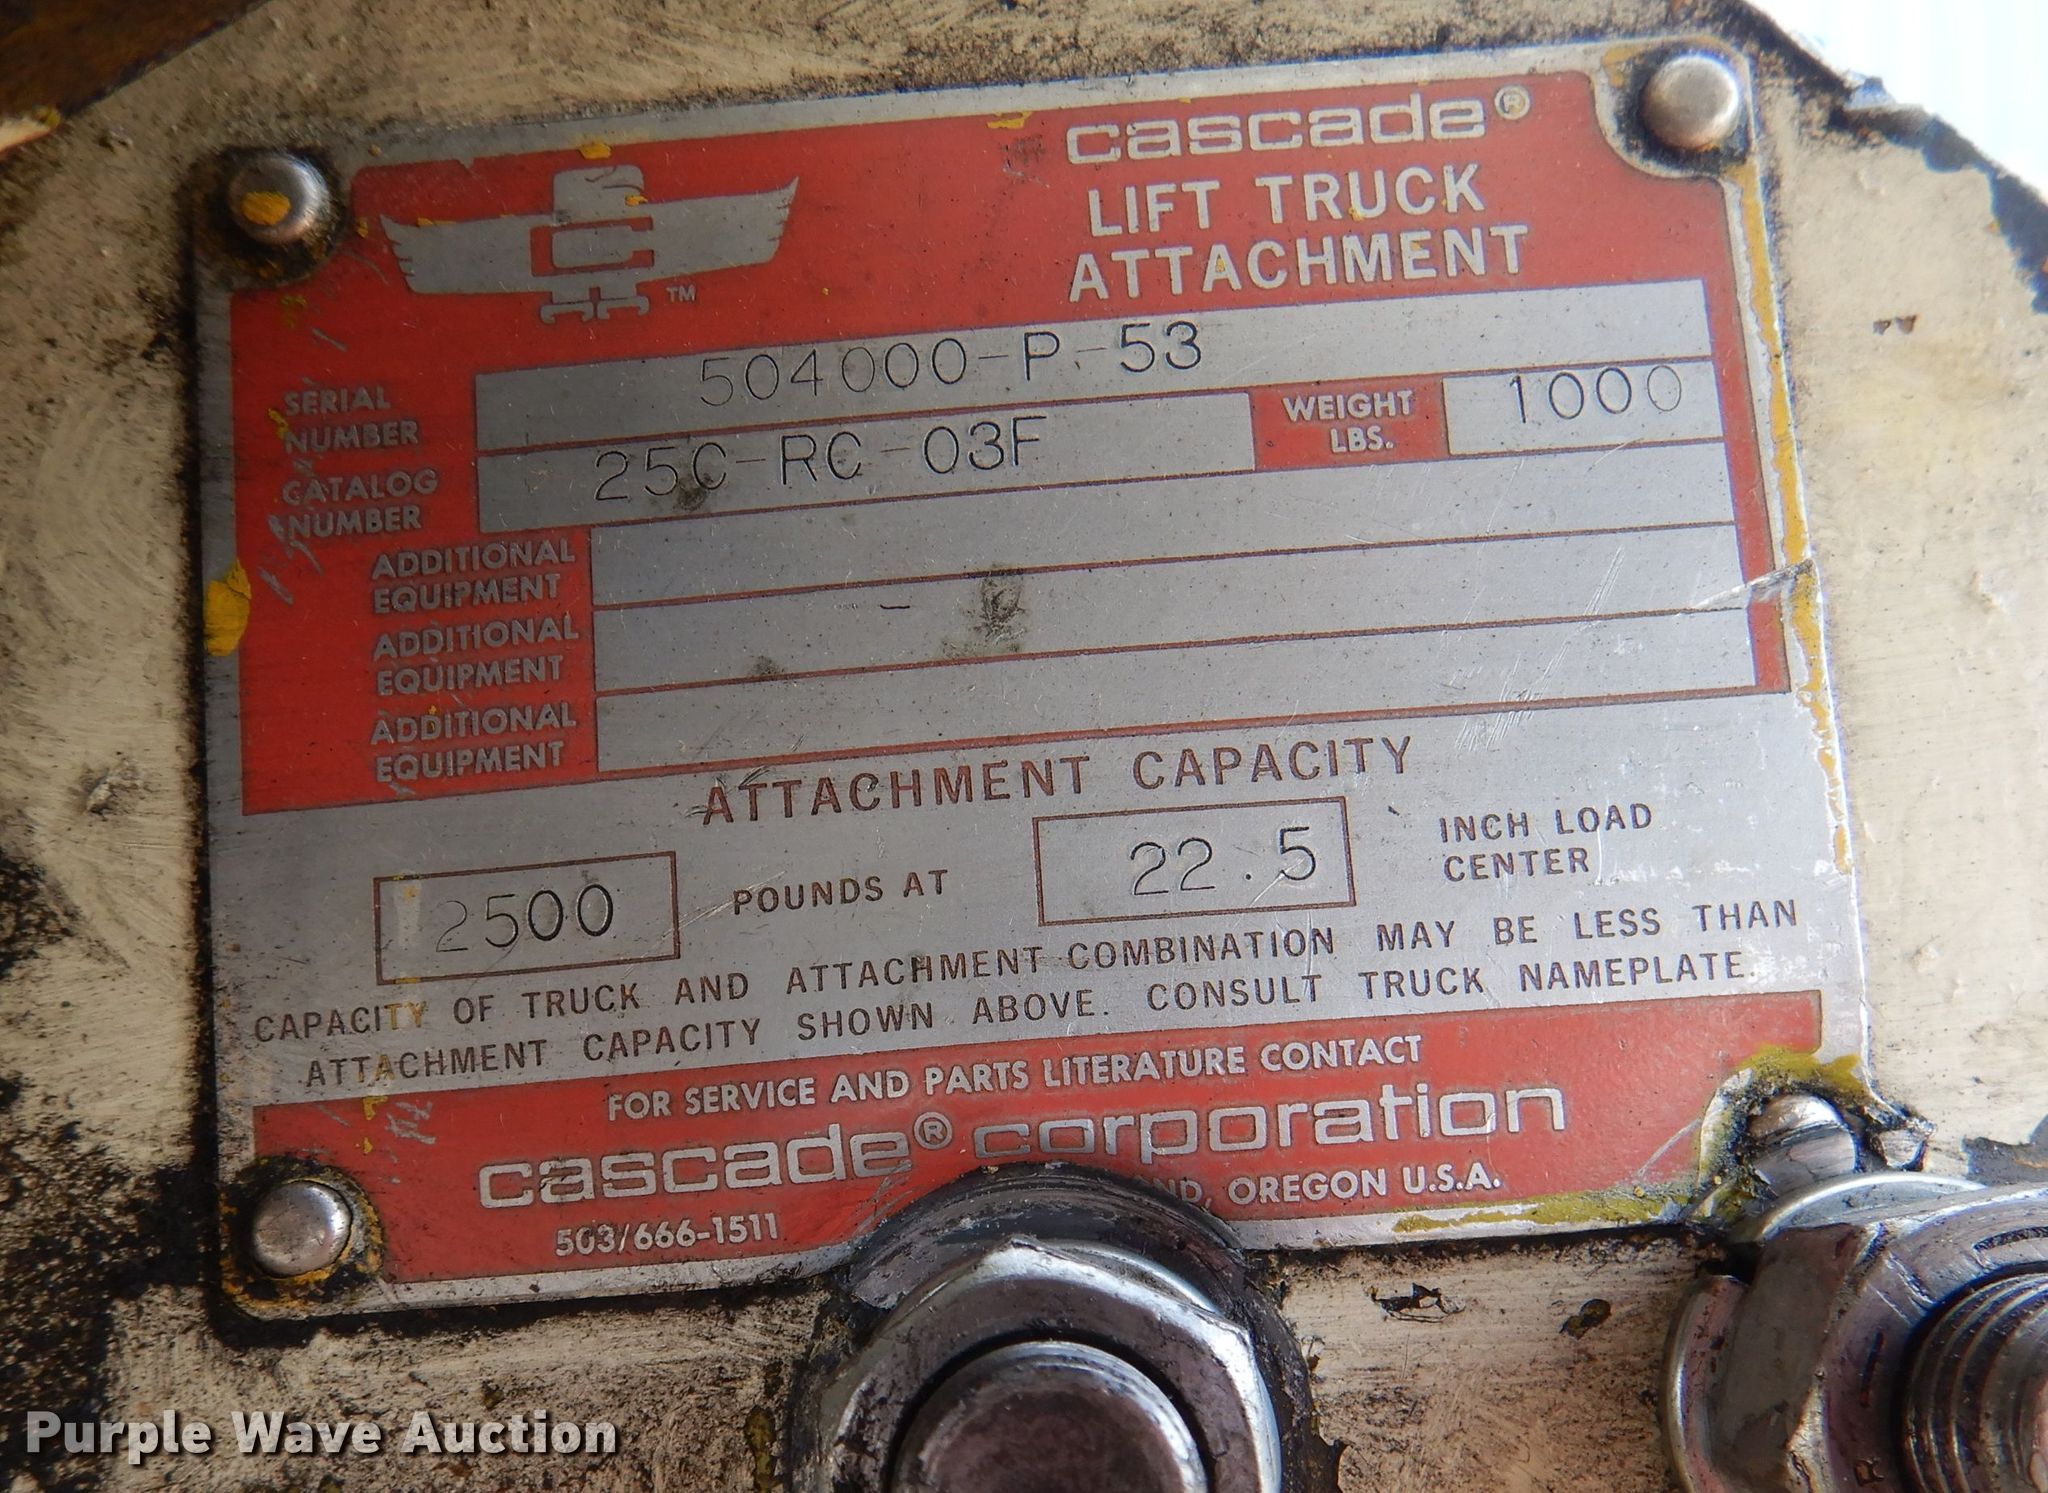 cascade®
LIFT TRUCK
ATTACHMENT
TM
SERIAL
NUMBER
504000-P-53
CATALOG
NUMBER
25C-RC-03F
WEIGHT
LBS.
1000
ADDITIONAL
EQUIPMENT
ADDITIONAL
EQUIPMENT
ADDITIONAL
EQUIPMENT
ATTACHMENT CAPACITY
2500 POUNDS AT 22.5 INCH LOAD
CENTER
CAPACITY OF TRUCK AND ATTACHMENT COMBINATION MAY BE LESS THAN
ATTACHMENT CAPACITY SHOWN ABOVE. CONSULT TRUCK NAMEPLATE.
FOR SERVICE AND PARTS LITERATURE CONTACT
cascade® corporation
503/666-1511 OREGON U.S.A.
Purple Wave Auction